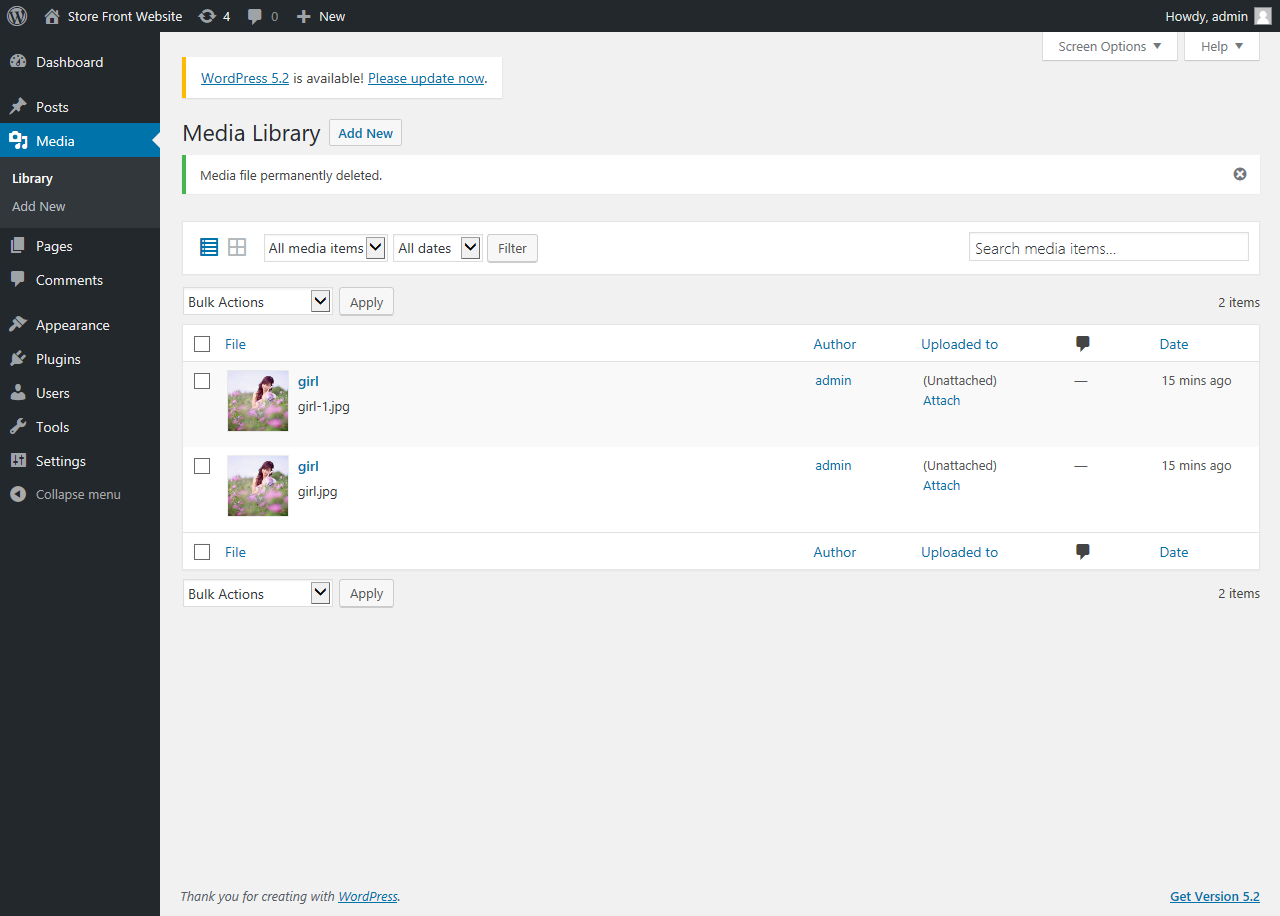 Store Front Website 4 0 New Howdy, admin
Dashboard
Posts
Media
Library
Add New
Pages
Comments
Appearance
Plugins
Users
Tools
Settings
Collapse menu
Screen Options Help
WordPress 5.2 is available! Please update now.
Media Library Add New
Media file permanently deleted.
All media items All dates Filter Search media items...
Bulk Actions Apply 2 items
File Author Uploaded to Date
girl admin (Unattached) — 15 mins ago
girl-1.jpg Attach
girl admin (Unattached) — 15 mins ago
girl.jpg Attach
File Author Uploaded to Date
Bulk Actions Apply 2 items
Thank you for creating with WordPress. Get Version 5.2